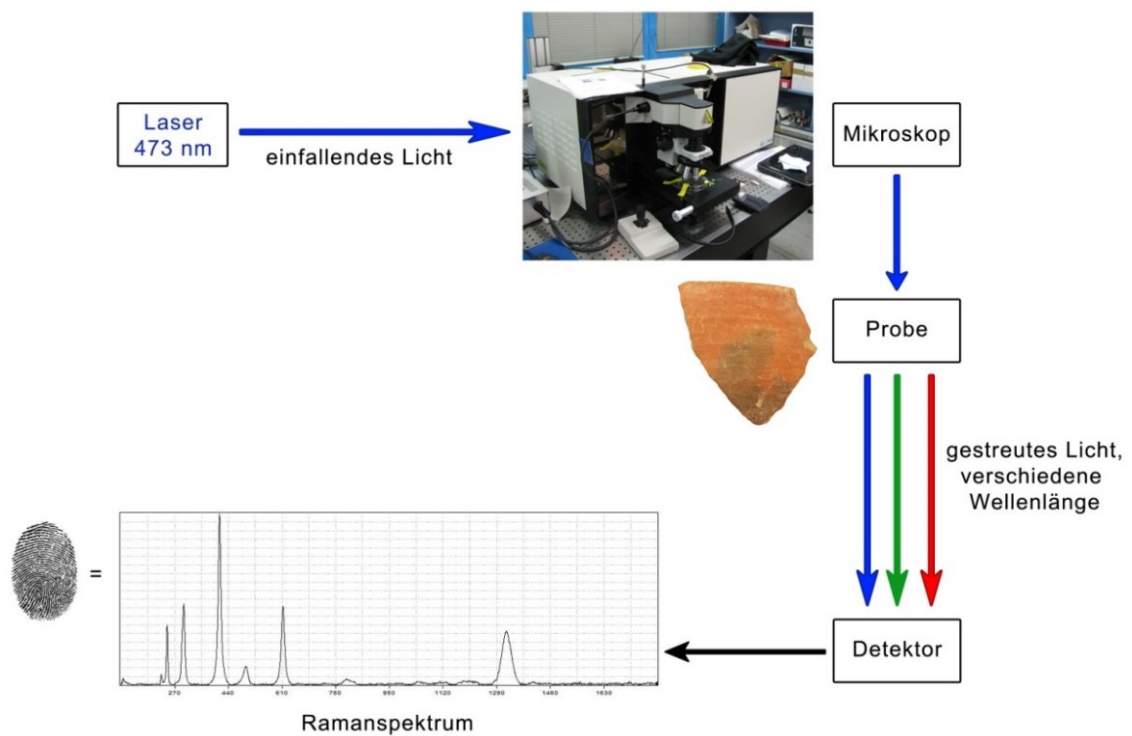 Laser
473 nm
einfallendes Licht
Mikroskop
Probe
gestreutes Licht,
verschiedene
Wellenlänge
=
Detektor
270 440 610 780 950 1120 1290 1460 1630
Ramanspektrum